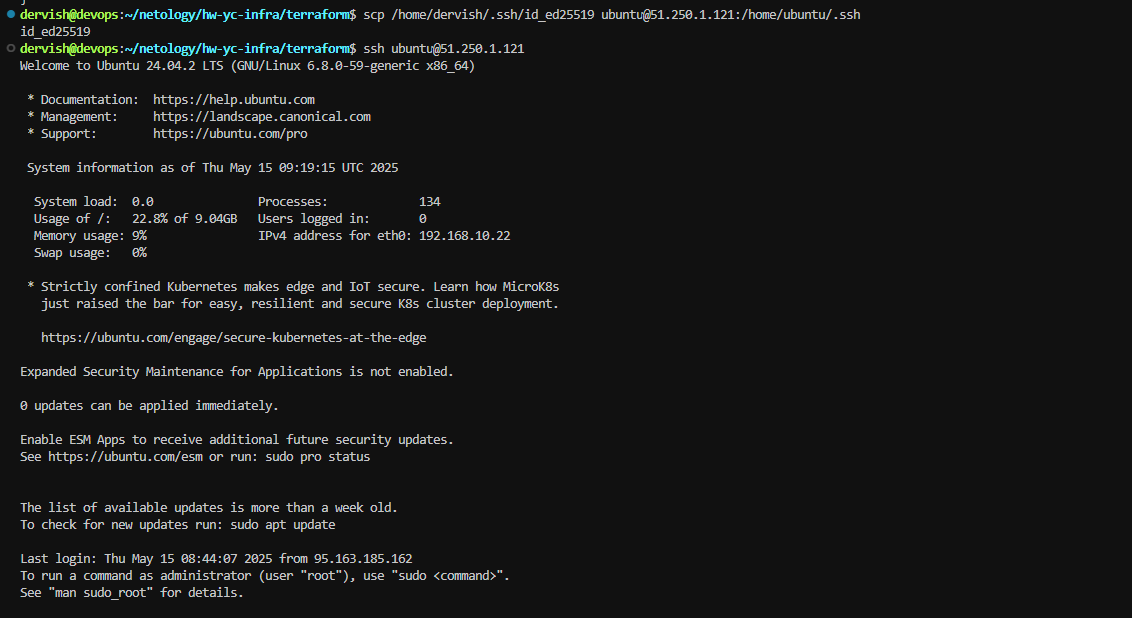 dervish@devops:~/netology/hw-yc-infra/terraform$ scp /home/dervish/.ssh/id_ed25519 ubuntu@51.250.1.121:/home/ubuntu/.ssh
id_ed25519
dervish@devops:~/netology/hw-yc-infra/terraform$ ssh ubuntu@51.250.1.121
Welcome to Ubuntu 24.04.2 LTS (GNU/Linux 6.8.0-59-generic x86_64)
* Documentation:  https://help.ubuntu.com
* Management:     https://landscape.canonical.com
* Support:        https://ubuntu.com/pro
System information as of Thu May 15 09:19:15 UTC 2025
System load:  0.0               Processes:             134
Usage of /:   22.8% of 9.04GB   Users logged in:       0
Memory usage: 9%                IPv4 address for eth0: 192.168.10.22
Swap usage:   0%
* Strictly confined Kubernetes makes edge and IoT secure. Learn how MicroK8s
just raised the bar for easy, resilient and secure K8s cluster deployment.
https://ubuntu.com/engage/secure-kubernetes-at-the-edge
Expanded Security Maintenance for Applications is not enabled.
0 updates can be applied immediately.
Enable ESM Apps to receive additional future security updates.
See https://ubuntu.com/esm or run: sudo pro status
The list of available updates is more than a week old.
To check for new updates run: sudo apt update
Last login: Thu May 15 08:44:07 2025 from 95.163.185.162
To run a command as administrator (user "root"), use "sudo <command>".
See "man sudo_root" for details.